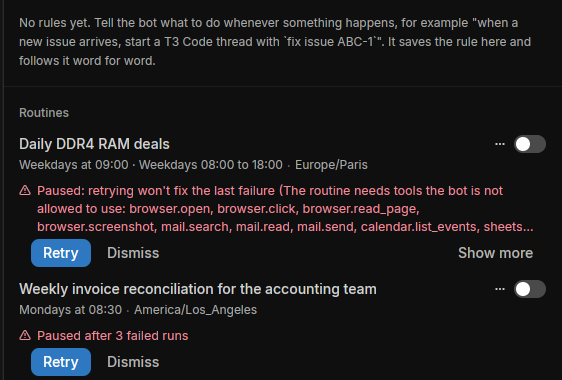 No rules yet. Tell the bot what to do whenever something happens, for example "when a
new issue arrives, start a T3 Code thread with `fix issue ABC-1`". It saves the rule here and
follows it word for word.
Routines
Daily DDR4 RAM deals
Weekdays at 09:00 · Weekdays 08:00 to 18:00 · Europe/Paris
Paused: retrying won't fix the last failure (The routine needs tools the bot is not
allowed to use: browser.open, browser.click, browser.read_page,
browser.screenshot, mail.search, mail.read, mail.send, calendar.list_events, sheets...
Retry Dismiss Show more
Weekly invoice reconciliation for the accounting team
Mondays at 08:30 · America/Los_Angeles
Paused after 3 failed runs
Retry Dismiss